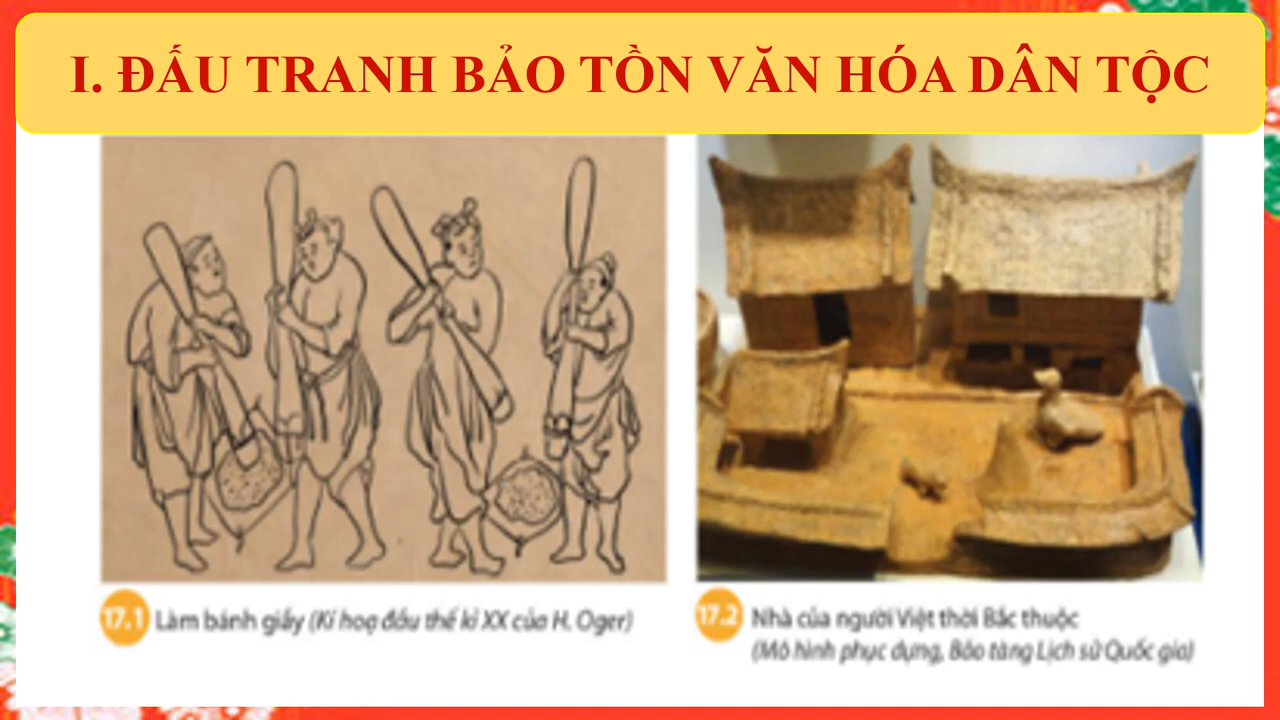 I. ĐẤU TRANH BẢO TỒN VĂN HÓA DÂN TỘC
17.1 Làm bánh giầy (Kí hoạ đầu thế kỉ XX của H. Oger)
17.2 Nhà của người Việt thời Bắc thuộc
(Mô hình phục dựng, Bảo tàng Lịch sử Quốc gia)